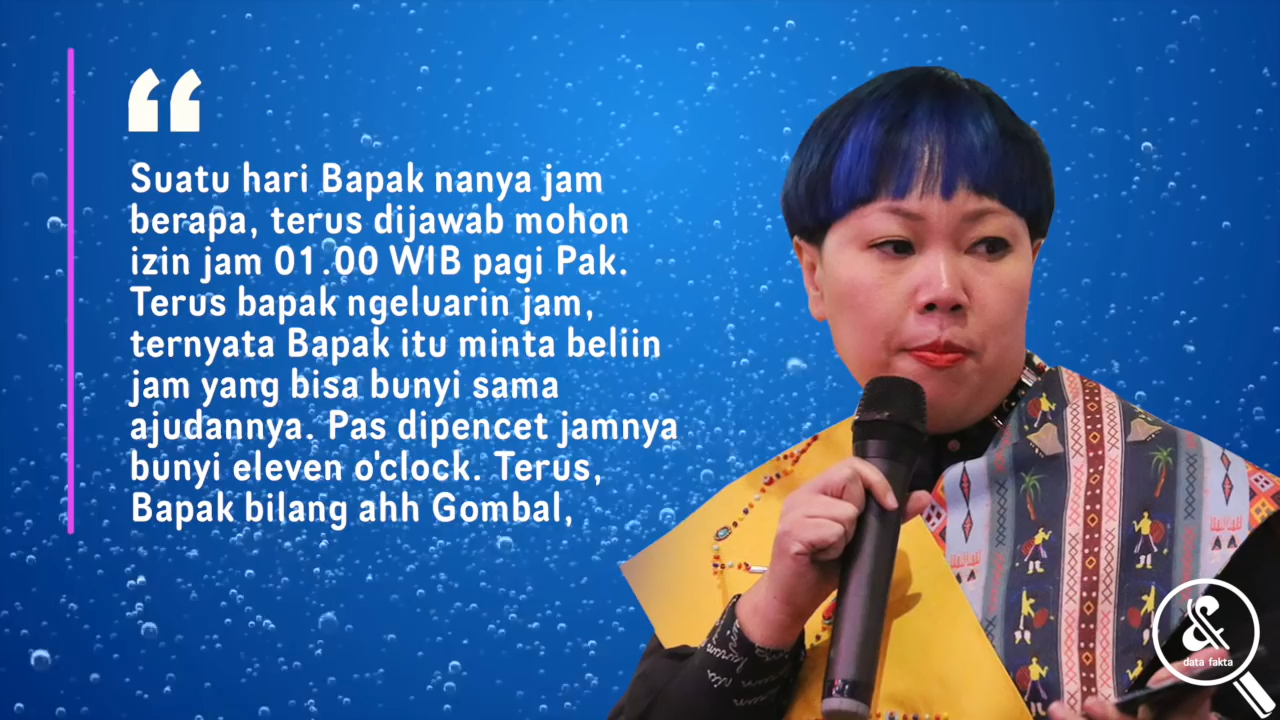 “
Suatu hari Bapak nanya jam
berapa, terus dijawab mohon
izin jam 01.00 WIB pagi Pak.
Terus bapak ngeluarin jam,
ternyata Bapak itu minta beliin
jam yang bisa bunyi sama
ajudannya. Pas dipencet jamnya
bunyi eleven o'clock. Terus,
Bapak bilang ahh Gombal,
&
data fakta